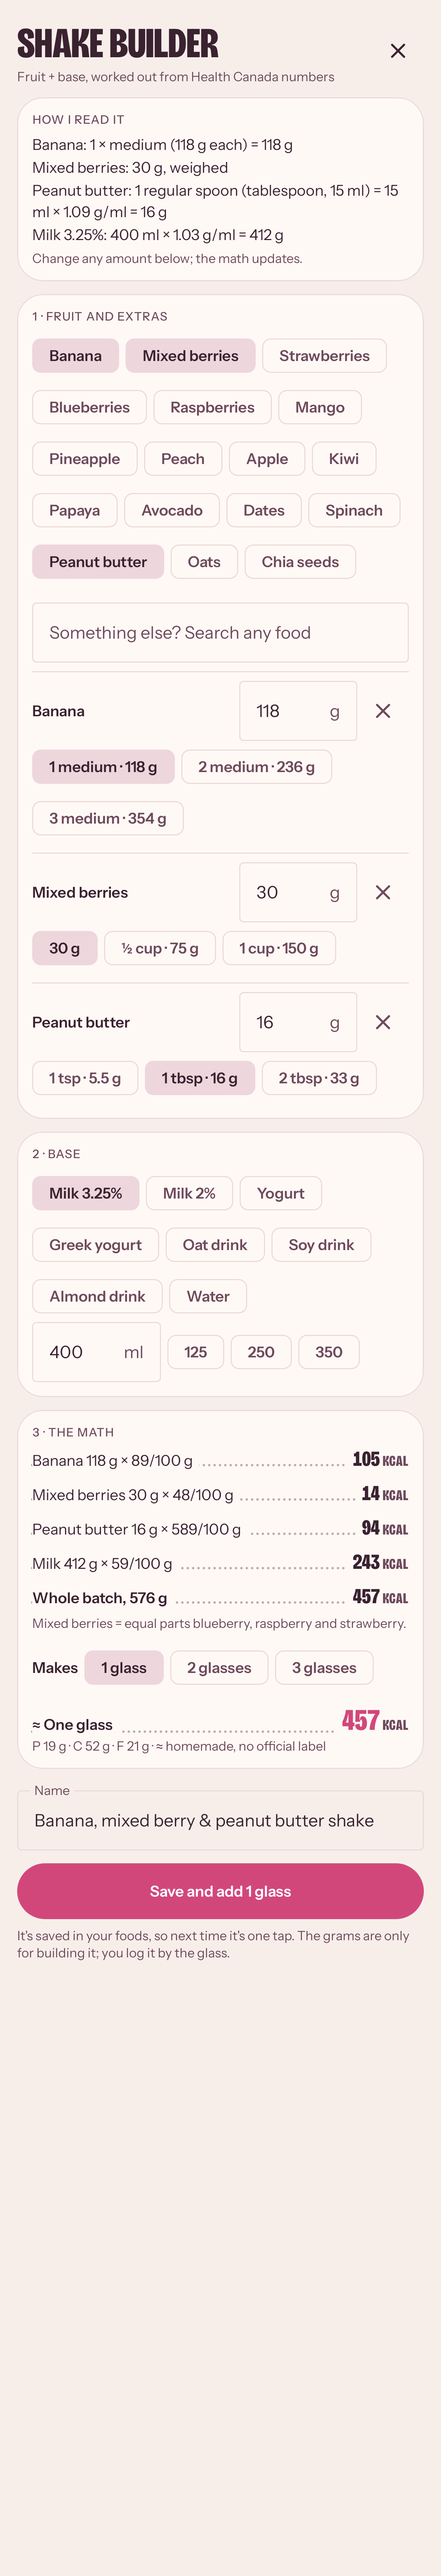 SHAKE BUILDER
Fruit + base, worked out from Health Canada numbers
HOW I READ IT
Banana: 1 × medium (118 g each) = 118 g
Mixed berries: 30 g, weighed
Peanut butter: 1 regular spoon (tablespoon, 15 ml) = 15
ml × 1.09 g/ml = 16 g
Milk 3.25%: 400 ml × 1.03 g/ml = 412 g
Change any amount below; the math updates.
1 · FRUIT AND EXTRAS
Banana Mixed berries Strawberries
Blueberries Raspberries Mango
Pineapple Peach Apple Kiwi
Papaya Avocado Dates Spinach
Peanut butter Oats Chia seeds
Something else? Search any food
Banana 118 g
1 medium · 118 g 2 medium · 236 g
3 medium · 354 g
Mixed berries 30 g
30 g ½ cup · 75 g 1 cup · 150 g
Peanut butter 16 g
1 tsp · 5.5 g 1 tbsp · 16 g 2 tbsp · 33 g
2 · BASE
Milk 3.25% Milk 2% Yogurt
Greek yogurt Oat drink Soy drink
Almond drink Water
400 ml 125 250 350
3 · THE MATH
Banana 118 g × 89/100 g 105 KCAL
Mixed berries 30 g × 48/100 g 14 KCAL
Peanut butter 16 g × 589/100 g 94 KCAL
Milk 412 g × 59/100 g 243 KCAL
Whole batch, 576 g 457 KCAL
Mixed berries = equal parts blueberry, raspberry and strawberry.
Makes 1 glass 2 glasses 3 glasses
≈ One glass 457 KCAL
P 19 g · C 52 g · F 21 g · ≈ homemade, no official label
Name
Banana, mixed berry & peanut butter shake
Save and add 1 glass
It's saved in your foods, so next time it's one tap. The grams are only
for building it; you log it by the glass.